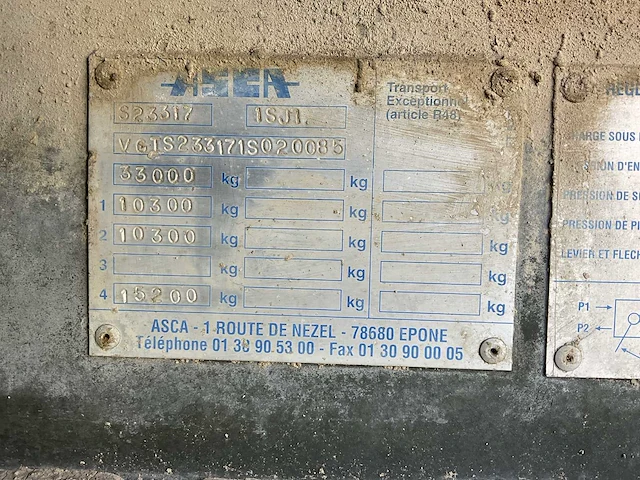 ASCA
Transport
Exceptionnel
(article R48)
S23317 1SJ1
VGTS233171S020085
33000 kg kg kg
1 10300 kg kg kg
2 10300 kg kg kg
3 kg kg kg
4 15200 kg kg kg
ASCA - 1 ROUTE DE NEZEL - 78680 EPONE
Téléphone 01 30 90 53 00 - Fax 01 30 90 00 05
CHARGE SOUS
PRESSION DE
PRESSION DE
LEVIER ET FLECH
P1
P2